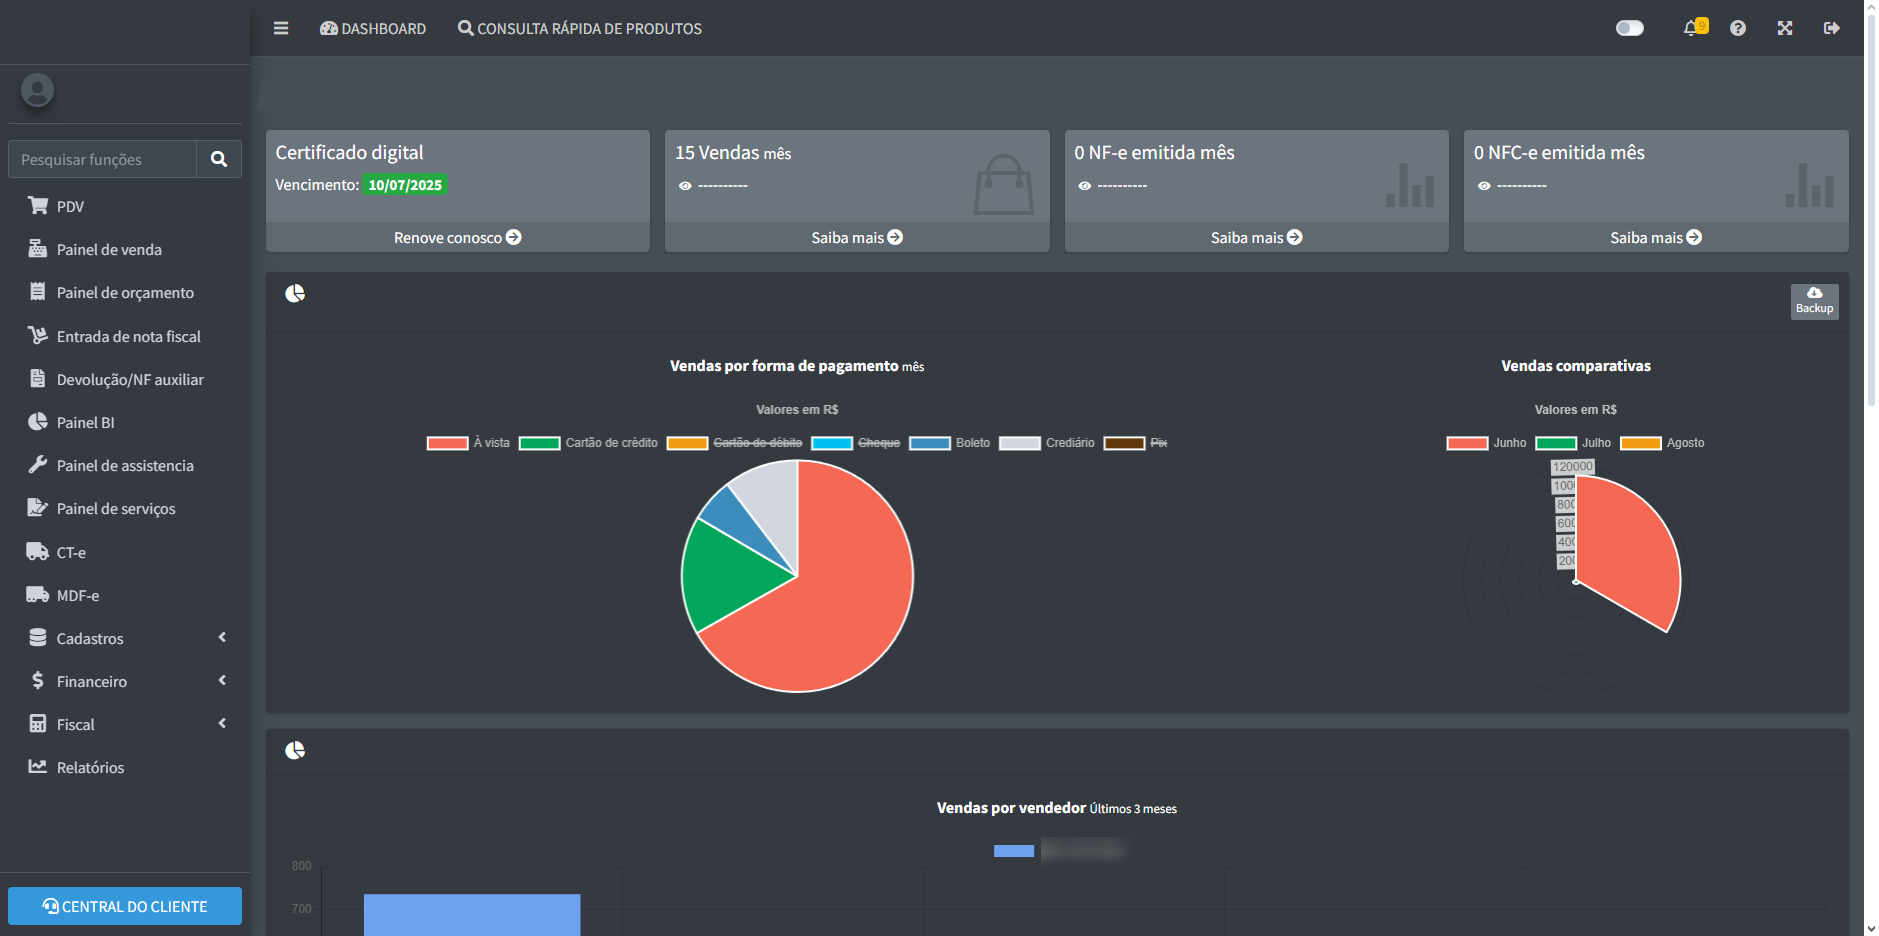 DASHBOARD
CONSULTA RÁPIDA DE PRODUTOS
9
Pesquisar funções
PDV
Painel de venda
Painel de orçamento
Entrada de nota fiscal
Devolução/NF auxiliar
Painel BI
Painel de assistencia
Painel de serviços
CT-e
MDF-e
Cadastros
Financeiro
Fiscal
Relatórios
CENTRAL DO CLIENTE
Certificado digital
Vencimento: 10/07/2025
Renove conosco
15 Vendas mês
----------
Saiba mais
0 NF-e emitida mês
----------
Saiba mais
0 NFC-e emitida mês
----------
Saiba mais
Backup
Vendas por forma de pagamento mês
Valores em R$
À vista Cartão de crédito Cartão de débito Cheque Boleto Crediário Pix
Vendas comparativas
Valores em R$
Junho Julho Agosto
120000
1000
800
600
400
200
Vendas por vendedor Últimos 3 meses
800
700